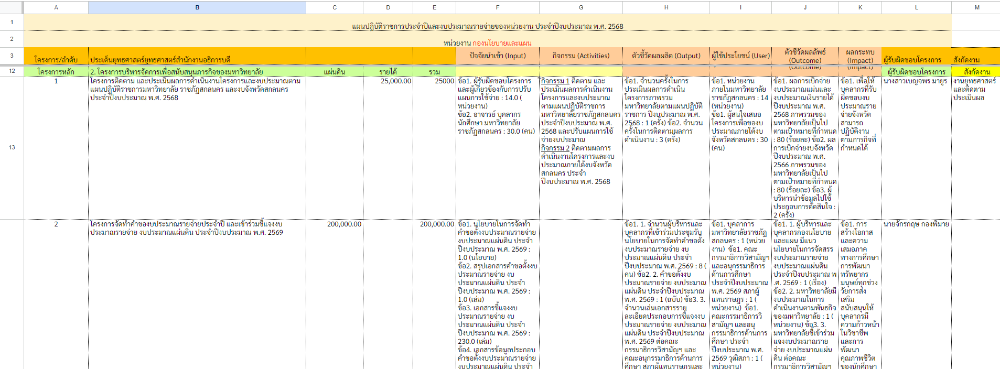 A B C D E F G H I J K L M
1 แผนปฏิบัติราชการประจำปีและงบประมาณรายจ่ายของหน่วยงาน ประจำปีงบประมาณ พ.ศ. 2568
2 หน่วยงาน กองนโยบายและแผน
3
โครงการ/ลำดับ
ประเด็นยุทธศาสตร์ยุทธศาสตร์สำนักงานอธิการบดี
ปัจจัยนำเข้า (Input)
กิจกรรม (Activities)
ตัวชี้วัดผลผลิต (Output)
ผู้ใช้ประโยชน์ (User)
ตัวชีวัดผลลัพธ์
(Outcome)
ผลกระทบ
(Impact)
ผู้รับผิดชอบโครงการ
สังกัดงาน
12
โครงการหลัก
2. โครงการบริหารจัดการเพื่อสนับสนุนภารกิจของมหาวิทยาลัย
แผ่นดิน
รายได้
รวม
(Outcome)
(Impact)
ผู้รับผิดชอบโครงการ
สังกัดงาน
13
1
โครงการติดตาม และประเมินผลการดำเนินงานโครงการและงบประมาณตาม
แผนปฏิบัติราชการมหาวิทยาลัย ราชภัฏสกลนคร และงบจังหวัดสกลนคร
ประจำปีงบประมาณ พ.ศ. 2568
25,000.00
25000
ข้อ1. ผู้รับผิดชอบโครงการ
และผู้เกี่ยวข้องกับการปรับ
แผนการใช้จ่าย : 14.0 (
หน่วยงาน)
ข้อ2. อาจารย์ บุคลากร
นักศึกษา มหาวิทยาลัย
ราชภัฏสกลนคร : 30.0 (คน)
กิจกรรม 1 ติดตาม และ
ประเมินผลการดำเนินงาน
โครงการและงบประมาณ
ตามแผนปฏิบัติราชการ
มหาวิทยาลัยราชภัฏสกลนคร
ประจำปีงบประมาณ พ.ศ.
2568 และปรับแผนการใช้
จ่ายงบประมาณ
กิจกรรม 2 ติดตามผลการ
ดำเนินงานโครงการและงบ
ประมาณภายใต้งบจังหวัด
สกลนคร ประจำ
ปีงบประมาณ พ.ศ. 2568
ข้อ1. จำนวนครั้งในการ
ประเมินผลการดำเนิน
โครงการภาพรวม
มหาวิทยาลัยตามแผนปฏิบัติ
ราชการ ปีงบประมาณ พ.ศ.
2568 : 1 (ครั้ง) ข้อ2. จำนวน
ครั้งในการติดตามผลการ
ดำเนินงาน : 3 (ครั้ง)
ข้อ1. หน่วยงาน
ภายในมหาวิทยาลัย
ราชภัฏสกลนคร : 14
(หน่วยงาน)
ข้อ1. ผู้สนใจเสนอ
โครงการเพื่อของบ
ประมาณภายใต้งบ
จังหวัดสกลนคร : 30
(คน)
ข้อ1. ผลการเบิกจ่าย
งบประมาณแผ่นและ
งบประมาณเงินรายได้
ปีงบประมาณ พ.ศ.
2568 ภาพรวมของ
มหาวิทยาลัยเป็นไป
ตามเป้าหมายที่กำหนด
: 80 (ร้อยละ) ข้อ2. ผล
การเบิกจ่ายงบจังหวัด
ปีงบประมาณ พ.ศ.
2566 ภาพรวมของ
มหาวิทยาลัยเป็นไป
ตามเป้าหมายที่กำหนด
: 80 (ร้อยละ) ข้อ3. ผู้
บริหารนำข้อมูลไปใช้
ประกอบการตัดสินใจ :
2 (ครั้ง)
ข้อ1. เพื่อให้
บุคลากรที่รับ
ผิดชอบงบ
ประมาณราย
จ่ายจังหวัด
สามารถ
ปฏิบัติงาน
ตามภารกิจที่
กำหนดได้
นางสาวเบญจพร มายูร
งานยุทธศาสตร์
และติดตาม
ประเมินผล
2
โครงการจัดทำคำของบประมาณรายจ่ายประจำปี และเข้าร่วมชี้แจงงบ
ประมาณรายจ่าย งบประมาณแผ่นดิน ประจำปีงบประมาณ พ.ศ. 2569
200,000.00
200,000.00
ข้อ1. นโยบายในการจัดทำ
คำขอตั้งงบประมาณรายจ่าย
งบประมาณแผ่นดิน ประจำ
ปีงบประมาณ พ.ศ. 2569 :
1.0 (นโยบาย)
ข้อ2. สรุปเอกสารคำขอตั้งงบ
ประมาณรายจ่าย งบ
ประมาณแผ่นดิน ประจำ
ปีงบประมาณ พ.ศ. 2569 :
1.0 (เล่ม)
ข้อ3. เอกสารชี้แจงงบ
ประมาณรายจ่าย งบ
ประมาณแผ่นดิน ประจำ
ปีงบประมาณ พ.ศ. 2569 :
230.0 (เล่ม)
ข้อ4. เอกสารข้อมูลประกอบ
คำขอตั้งงบประมาณรายจ่าย
งบประมาณแผ่นดิน ประจำ
ข้อ1. 1. จำนวนผู้บริหารและ
บุคลากรที่เข้าร่วมประชุมรับ
นโยบายในการจัดทำคำขอตั้
งงบประมาณรายจ่าย งบ
ประมาณแผ่นดิน ประจำ
ปีงบประมาณ พ.ศ. 2569 : 8 (
คน) ข้อ2. 2. คำขอตั้งงบ
ประมาณรายจ่าย งบประมาณ
แผ่นดิน ประจำปีงบประมาณ
พ.ศ. 2569 : 1 (ฉบับ) ข้อ3. 3.
จำนวนเล่มเอกสารราย
ละเอียดประกอบการชี้แจงงบ
ประมาณรายจ่าย งบประมาณ
แผ่นดิน ประจำปีงบประมาณ
พ.ศ. 2569 ต่อคณะ
กรรมาธิการวิสามัญฯ และ
คณะอนุกรรมาธิการด้านการ
ศึกษา สภาผู้แทนราษฎรและ
ข้อ1. บุคลาการ
มหาวิทยาลัยราชภัฏ
สกลนคร : 1 (หน่วย
งาน) ข้อ1. คณะ
กรรมาธิการวิสามัญฯ
และอนุกรรมาธิการ
ด้านการศึกษา
ประจำปีงบประมาณ
พ.ศ. 2569 สภาผู้
แทนราษฎร : 1 (
หน่วยงาน) ข้อ1.
คณะกรรมาธิการวิ
สามัญฯ และอนุ
กรรมาธิการด้านการ
ศึกษา ประจำ
ปีงบประมาณ พ.ศ.
2569 วุฒิสภา : 1 (
หน่วยงาน)
ข้อ1. 1. ผู้บริหารและ
บุคลากรกองนโยบาย
และแผน มีแนว
นโยบายในการจัดสรร
งบประมาณรายจ่าย
งบประมาณแผ่นดิน
ประจำปีงบประมาณ พ
.ศ. 2569 : 1 (เรื่อง)
ข้อ2. 2. มหาวิทยาลัยมี
งบประมาณในการ
ดำเนินงานตามพันธกิจ
ของมหาวิทยาลัย : 1 (
หน่วยงาน) ข้อ3. 3.
มหาวิทยาลัยชี้เข้าร่วม
แจงงบประมาณราย
จ่าย งบประมาณแผ่น
ดิน ต่อคณะ
กรรมาธิการวิสามัญฯ
ข้อ1. การ
สร้างโอกาส
และความ
เสมอภาค
ทางการศึกษา
การพัฒนา
ทรัพยากร
มนุษย์ทุกช่วง
วัยการส่ง
เสริม
สนับสนุนให้
บุคลากรมี
ความก้าวหน้า
ในวิชาชีพ
และการ
พัฒนา
คุณภาพชีวิต
ของนักศึกษา
นายจักรกฤษ กองพิมาย